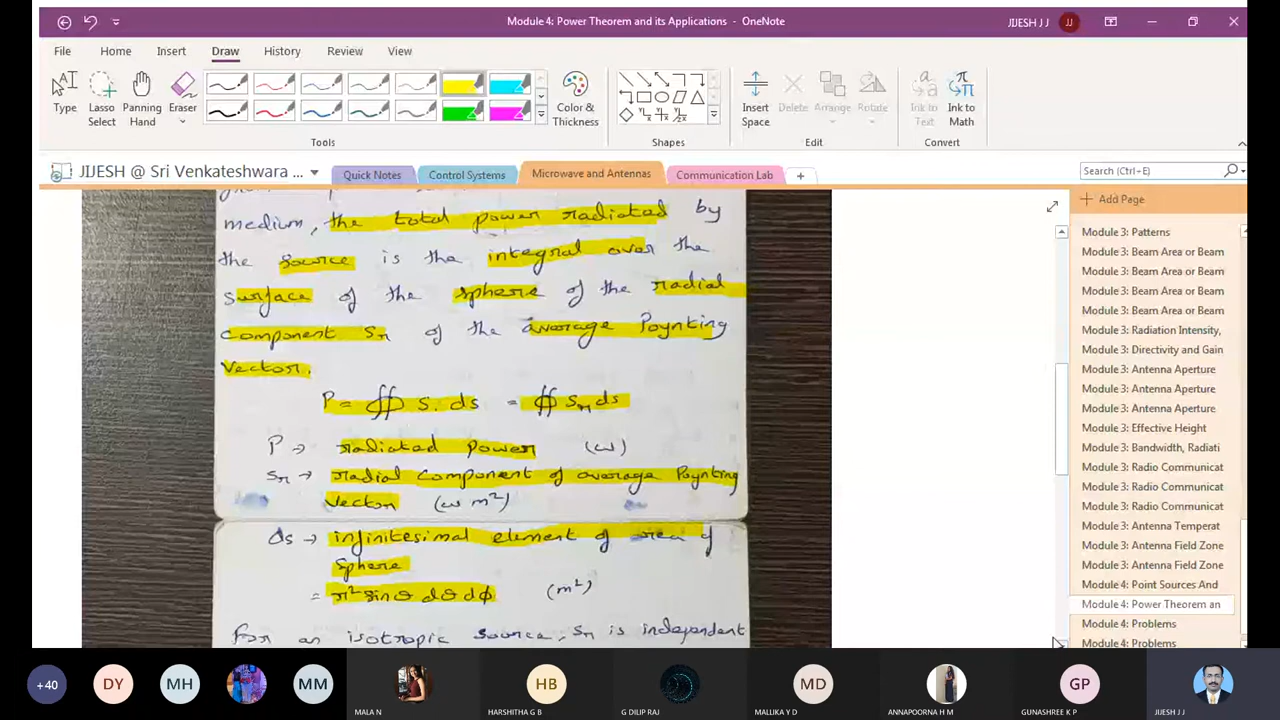 Module 4: Power Theorem and its Applications - OneNote
JIJESH J J
JJ
File Home Insert Draw History Review View
Type
Lasso Select
Panning Hand
Eraser
Color & Thickness
Insert Space
Delete
Arrange
Rotate
Ink to Text
Ink to Math
Tools
Shapes
Edit
Convert
JIJESH @ Sri Venkateshwara ...
Quick Notes
Control Systems
Microwave and Antennas
Communication Lab
Search (Ctrl+E)
Add Page
medium, the total power radiated by
the source is the integral over the
surface of the sphere of the radial
component Sr of the average Poynting
Vector.
P = ∯ S. ds = ∯ Sr ds
P → radiated power (w)
Sr → radial component of average Poynting
Vector (w m²)
ds → infinitesimal element of area of
sphere
= r² sinθ dθ dϕ (m²)
For an isotropic source, Sr is independent
Module 3: Patterns
Module 3: Beam Area or Beam
Module 3: Beam Area or Beam
Module 3: Beam Area or Beam
Module 3: Beam Area or Beam
Module 3: Radiation Intensity,
Module 3: Directivity and Gain
Module 3: Antenna Aperture
Module 3: Antenna Aperture
Module 3: Antenna Aperture
Module 3: Effective Height
Module 3: Bandwidth, Radiati
Module 3: Radio Communicat
Module 3: Radio Communicat
Module 3: Radio Communicat
Module 3: Antenna Temperat
Module 3: Antenna Field Zone
Module 3: Antenna Field Zone
Module 4: Point Sources And
Module 4: Power Theorem an
Module 4: Problems
Module 4: Problems
+40
DY
MH
MM
MALA N
HB
HARSHITHA G B
G DILIP RAJ
MD
MALLIKA Y D
ANNAPOORNA H M
GP
GUNASHREE K P
JIJESH J J